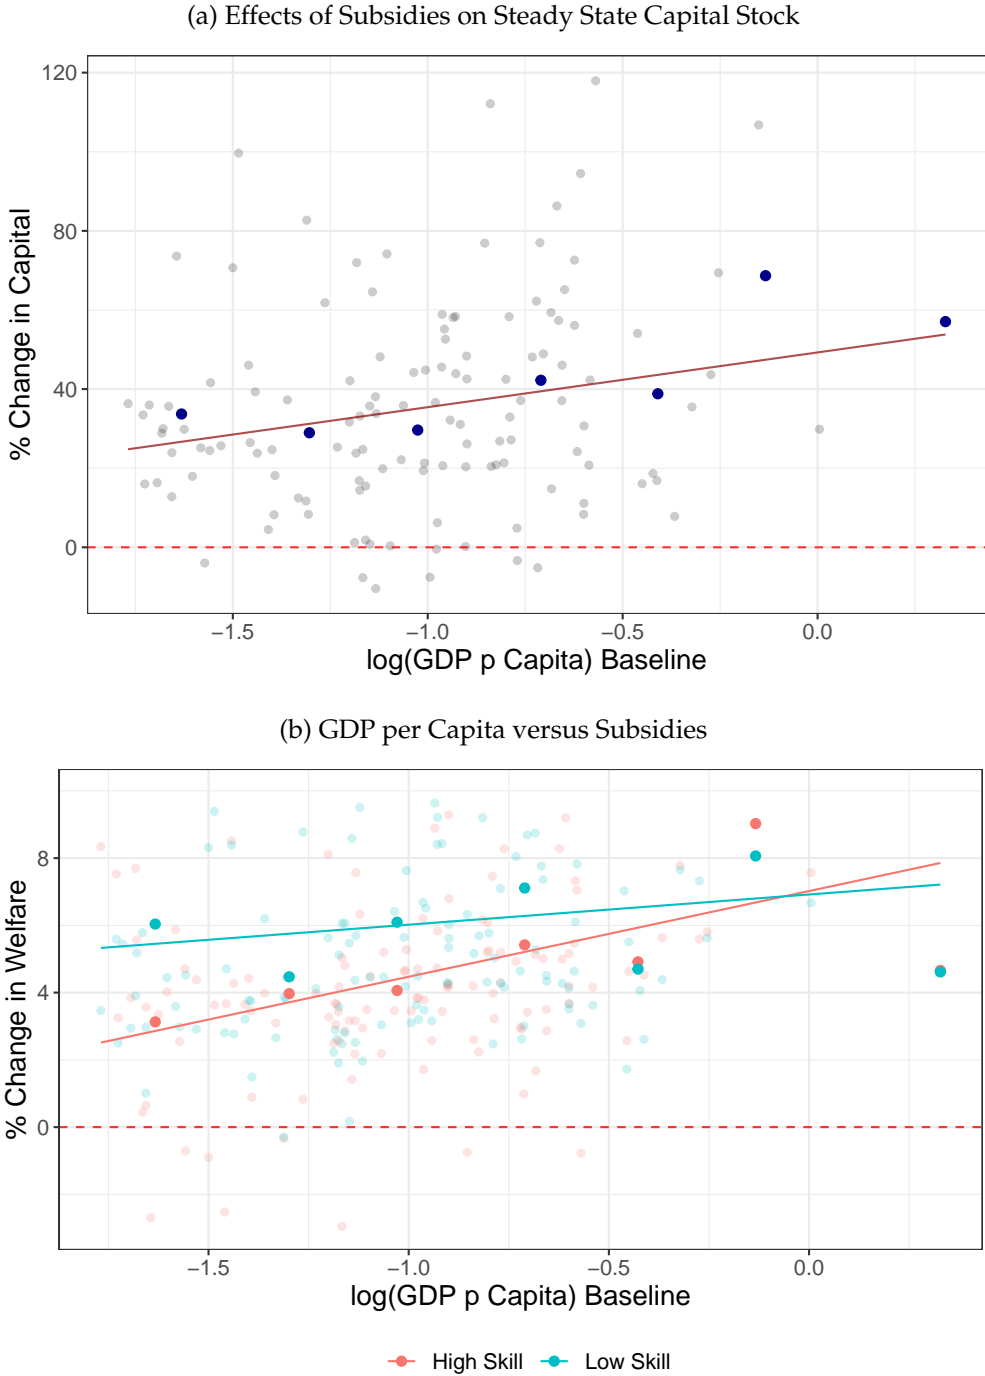 (a) Effects of Subsidies on Steady State Capital Stock
120
80
40
0
% Change in Capital
−1.5 −1.0 −0.5 0.0
log(GDP p Capita) Baseline
(b) GDP per Capita versus Subsidies
8
4
0
% Change in Welfare
−1.5 −1.0 −0.5 0.0
log(GDP p Capita) Baseline
High Skill Low Skill